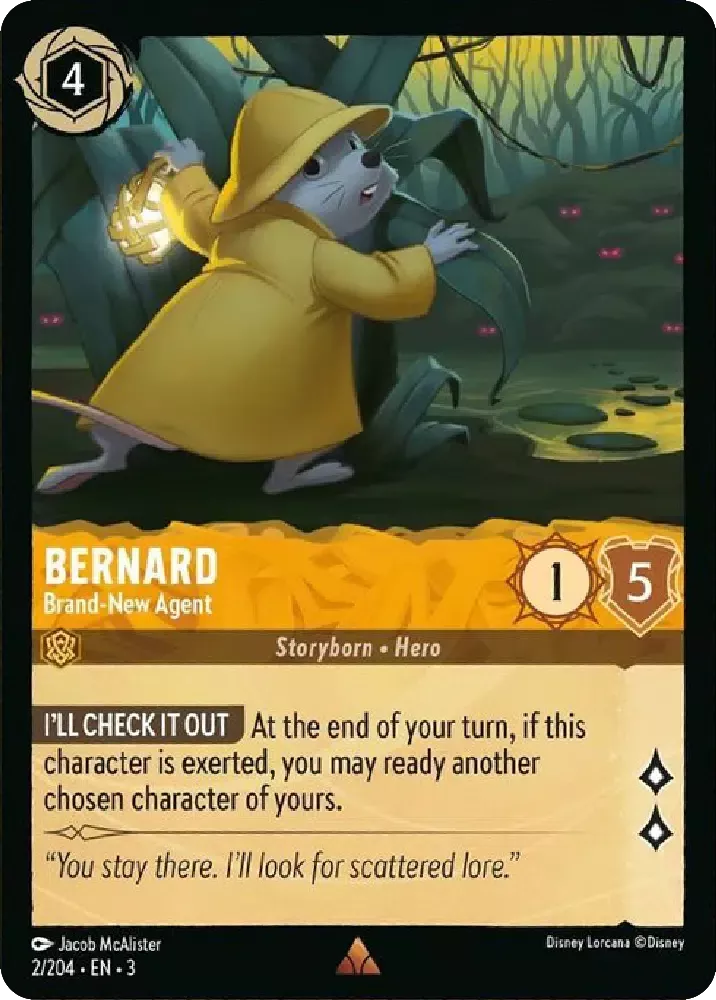 4
BERNARD
Brand-New Agent
1
5
Storyborn • Hero
I'LL CHECK IT OUT At the end of your turn, if this
character is exerted, you may ready another
chosen character of yours.
“You stay there. I'll look for scattered lore.”
Jacob McAlister
Disney Lorcana ©Disney
2/204 • EN • 3